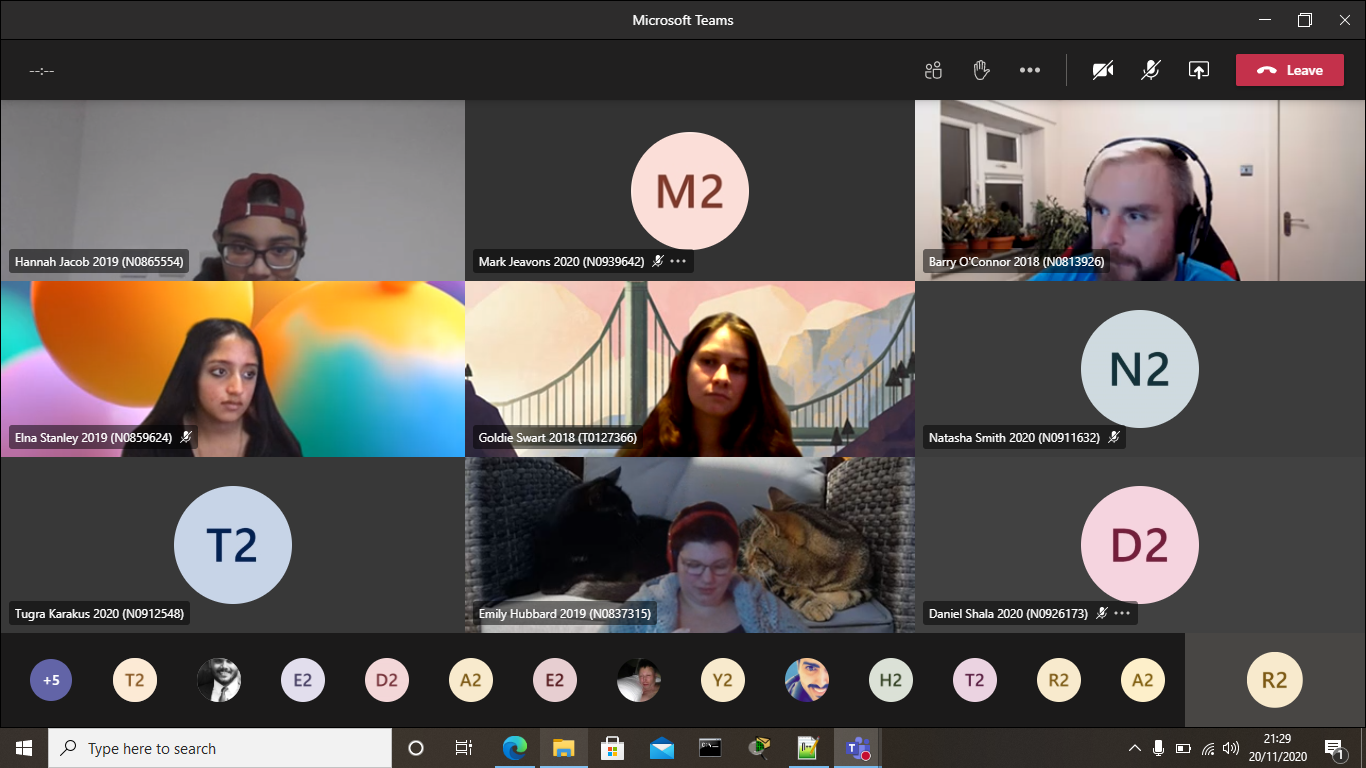 Microsoft Teams
--:--
Leave
M2
Hannah Jacob 2019 (N0865554)
Mark Jeavons 2020 (N0939642)
Barry O'Connor 2018 (N0813926)
Elna Stanley 2019 (N0859624)
Goldie Swart 2018 (T0127366)
N2
Natasha Smith 2020 (N0911632)
T2
Tugra Karakus 2020 (N0912548)
Emily Hubbard 2019 (N0837315)
D2
Daniel Shala 2020 (N0926173)
+5
T2
E2
D2
A2
E2
Y2
H2
T2
R2
A2
R2
Type here to search
21:29
20/11/2020
1